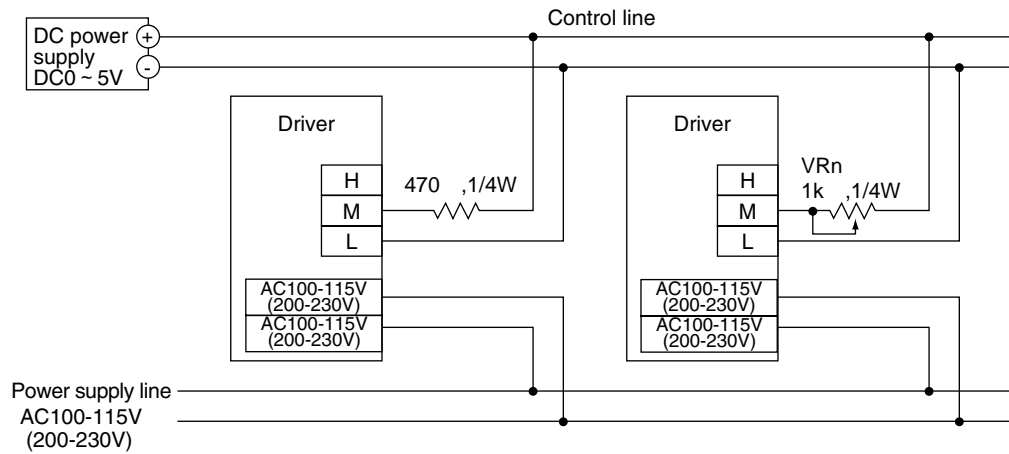 Control line
DC power
supply
DC0 ~ 5V
+
-
Driver
H
M
L
470 ,1/4W
AC100-115V
(200-230V)
AC100-115V
(200-230V)
Driver
H
M
L
VRn
1k ,1/4W
AC100-115V
(200-230V)
AC100-115V
(200-230V)
Power supply line
AC100-115V
(200-230V)